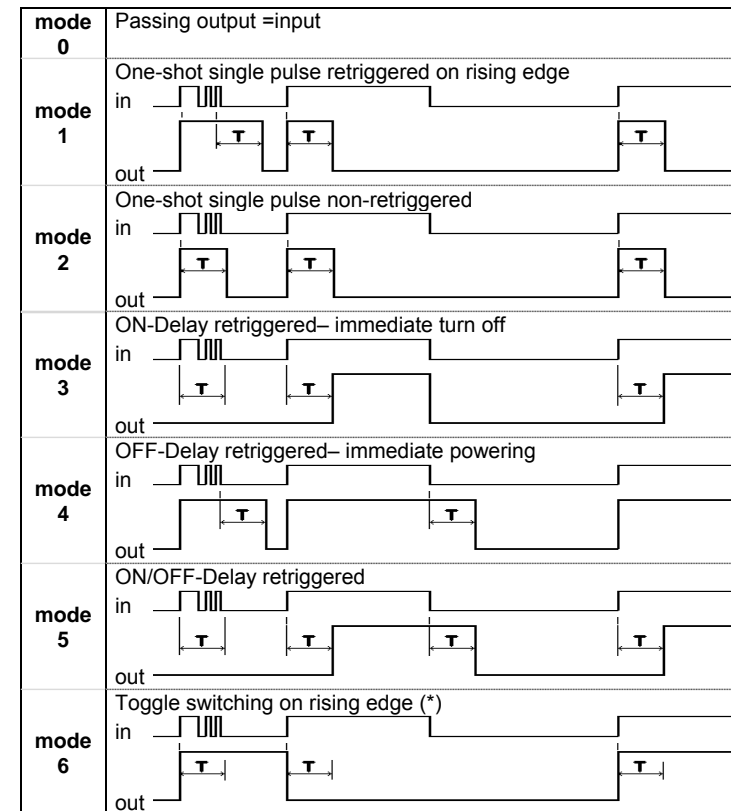 mode
0
Passing output =input
mode
1
One-shot single pulse retriggered on rising edge
in
T T T
out
mode
2
One-shot single pulse non-retriggered
in
T T T
out
mode
3
ON-Delay retriggered– immediate turn off
in
T T T
out
mode
4
OFF-Delay retriggered– immediate powering
in
T T
out
mode
5
ON/OFF-Delay retriggered
in
T T T T
out
mode
6
Toggle switching on rising edge (*)
in
T T T
out